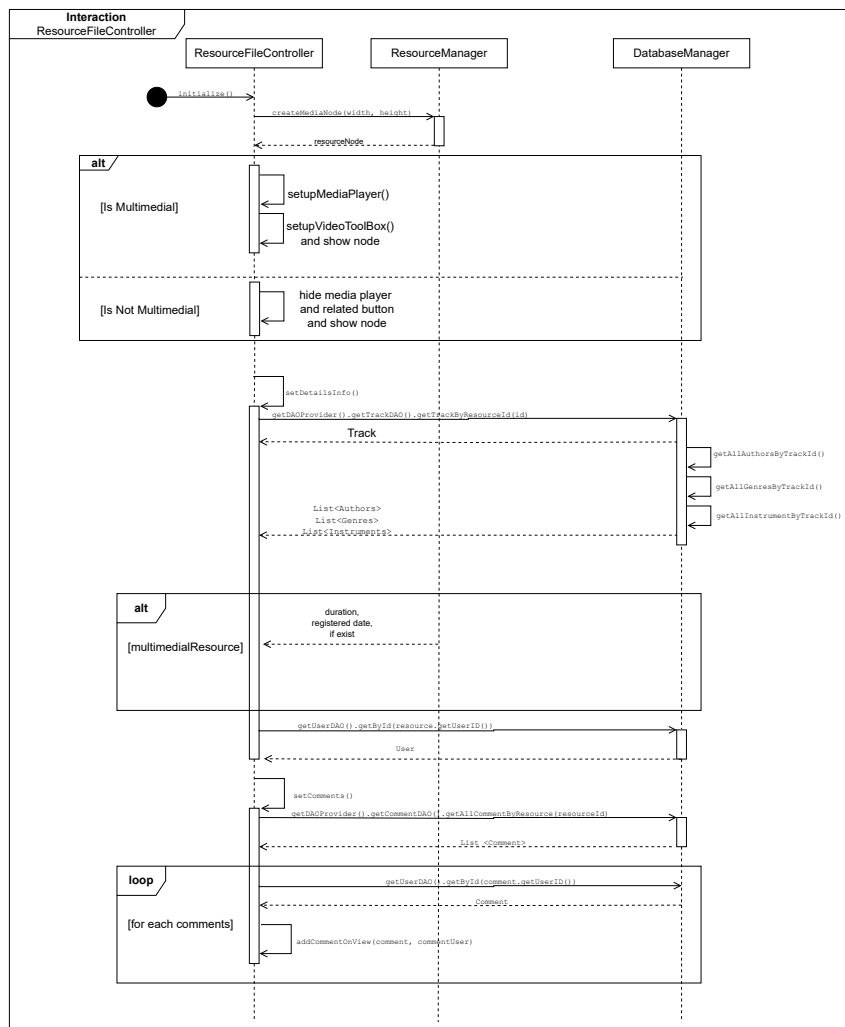 Interaction
ResourceFileController
ResourceFileController
ResourceManager
DatabaseManager
initialize()
createMediaNode(width, height)
resourceNode
alt
[Is Multimedial]
setupMediaPlayer()
setupVideoToolBox()
and show node
[Is Not Multimedial]
hide media player
and related button
and show node
setDetailsInfo()
getDAOProvider().getTrackDAO().getTrackByResourceId(id)
Track
getAllAuthorsByTrackId()
getAllGenresByTrackId()
getAllInstrumentByTrackId()
List<Authors>
List<Genres>
List<Instruments>
alt
duration,
registered date,
if exist
[multimedialResource]
getUserDAO().getById(resource.getUserID())
User
setComments()
getDAOProvider().getCommentDAO().getAllCommentByResource(resourceId)
List <Comment>
loop
getUserDAO().getById(comment.getUserID())
Comment
[for each comments]
addCommentOnView(comment, commentUser)